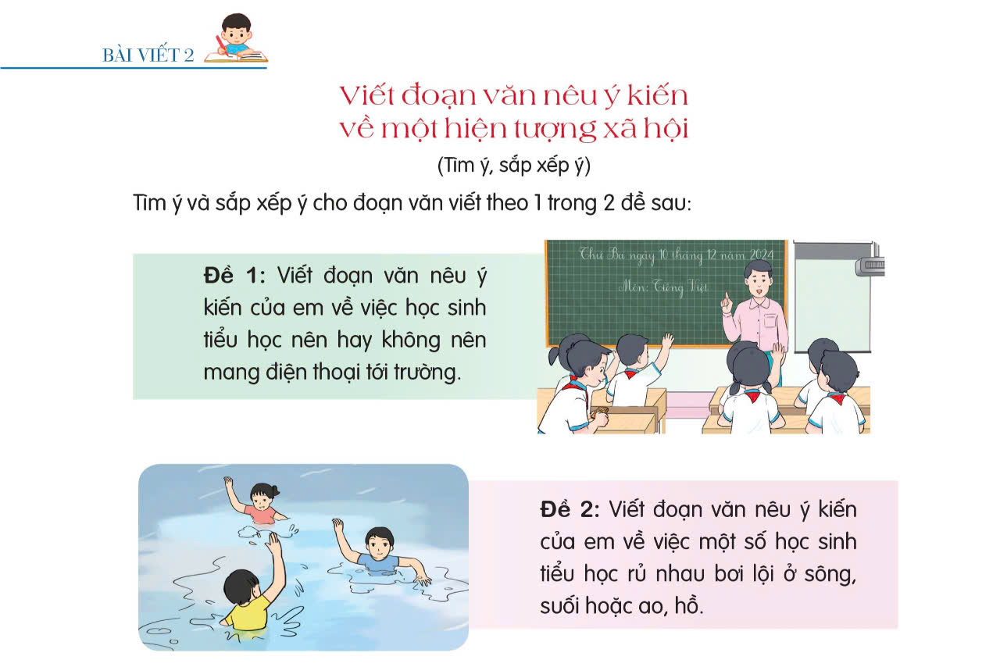 BÀI VIẾT 2
Viết đoạn văn nêu ý kiến
về một hiện tượng xã hội
(Tìm ý, sắp xếp ý)
Tìm ý và sắp xếp ý cho đoạn văn viết theo 1 trong 2 đề sau:
Đề 1: Viết đoạn văn nêu ý
kiến của em về việc học sinh
tiểu học nên hay không nên
mang điện thoại tới trường.
Thứ Ba ngày 10 tháng 12 năm 2024
Môn: Tiếng Việt
Đề 2: Viết đoạn văn nêu ý kiến
của em về việc một số học sinh
tiểu học rủ nhau bơi lội ở sông,
suối hoặc ao, hồ.